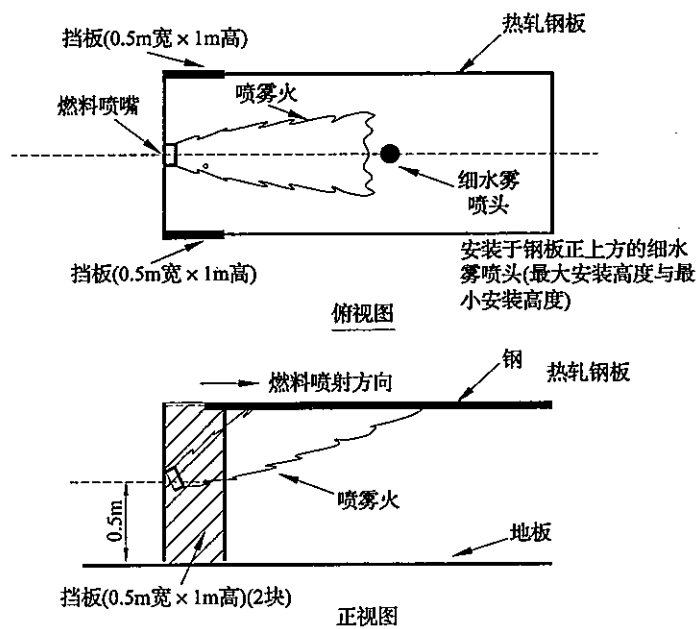 挡板(0.5m宽×1m高)
热轧钢板
喷雾火
燃料喷嘴
细水雾
喷头
挡板(0.5m宽×1m高)
安装于钢板正上方的细水
雾喷头(最大安装高度与最
小安装高度)
俯视图
燃料喷射方向
钢
热轧钢板
0.5m
喷雾火
地板
挡板(0.5m宽×1m高)(2块)
正视图